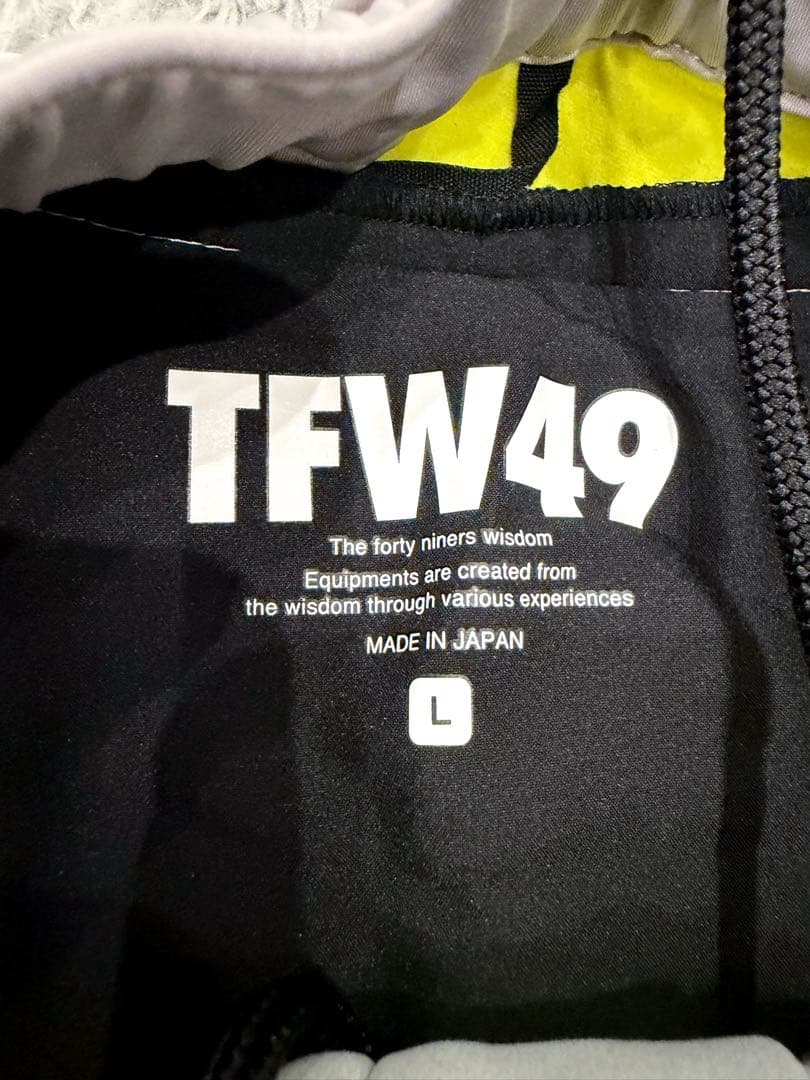 TFW49
The forty niners wisdom
Equipments are created from
the wisdom through various experiences
MADE IN JAPAN
L